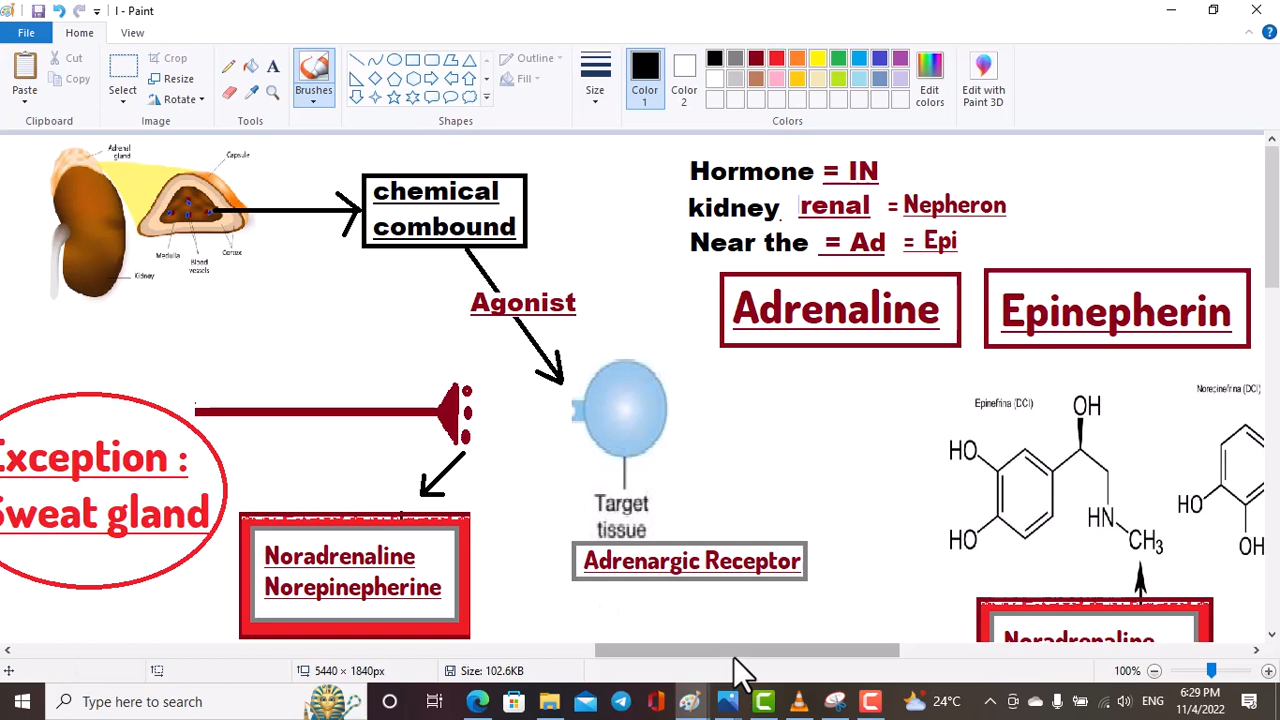 I - Paint
File
Home
View
Paste
Cut
Copy
Clipboard
Select
Crop
Resize
Rotate
Image
Tools
Brushes
Outline
Fill
Shapes
Size
Color
1
Color
2
Edit
colors
Edit with
Paint 3D
Colors
Adrenal
gland
Capsule
Medulla
Blood
vessels
Cortex
Kidney
chemical
combound
Agonist
Hormone = IN
kidney renal = Nepheron
Near the = Ad = Epi
Adrenaline
Epinepherin
Exception :
Sweat gland
Noradrenaline
Norepinepherine
Target
tissue
Adrenargic Receptor
Epinefrina (DCI)
OH
HO
HO
HN
CH3
Norepinefrina (DCI)
HO
OH
Noradrenaline
5440 × 1840px
Size: 102.6KB
100%
Type here to search
24°C
ENG
6:29 PM
11/4/2022